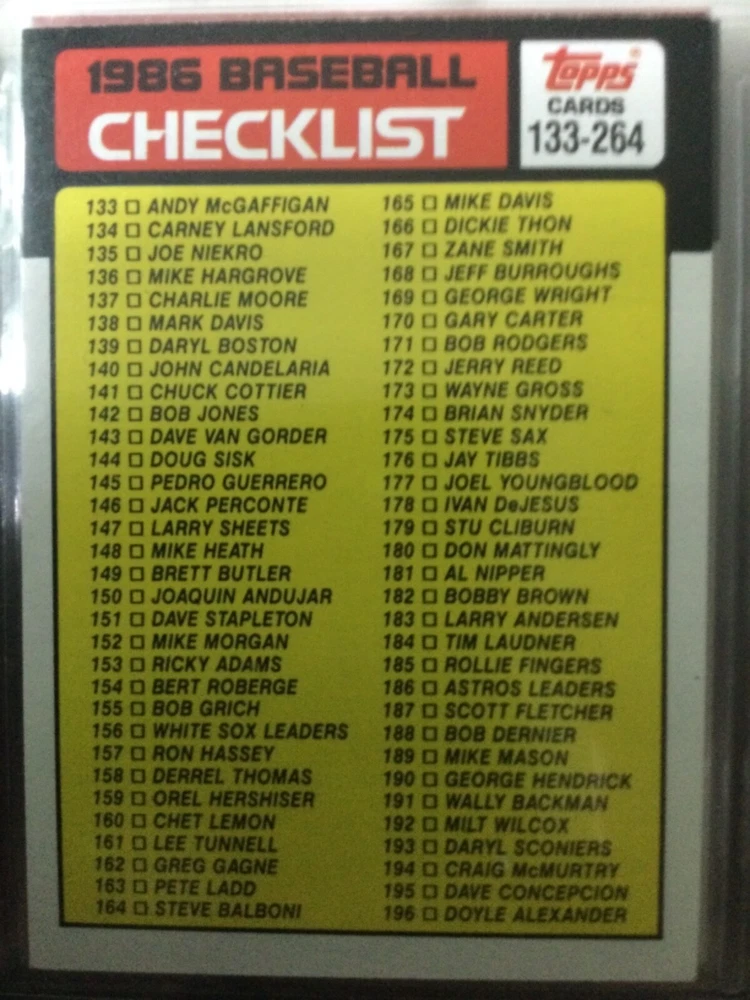 1986 BASEBALL
CHECKLIST
Topps®
CARDS
133-264
133 ☐ ANDY McGAFFIGAN
134 ☐ CARNEY LANSFORD
135 ☐ JOE NIEKRO
136 ☐ MIKE HARGROVE
137 ☐ CHARLIE MOORE
138 ☐ MARK DAVIS
139 ☐ DARYL BOSTON
140 ☐ JOHN CANDELARIA
141 ☐ CHUCK COTTIER
142 ☐ BOB JONES
143 ☐ DAVE VAN GORDER
144 ☐ DOUG SISK
145 ☐ PEDRO GUERRERO
146 ☐ JACK PERCONTE
147 ☐ LARRY SHEETS
148 ☐ MIKE HEATH
149 ☐ BRETT BUTLER
150 ☐ JOAQUIN ANDUJAR
151 ☐ DAVE STAPLETON
152 ☐ MIKE MORGAN
153 ☐ RICKY ADAMS
154 ☐ BERT ROBERGE
155 ☐ BOB GRICH
156 ☐ WHITE SOX LEADERS
157 ☐ RON HASSEY
158 ☐ DERREL THOMAS
159 ☐ OREL HERSHISER
160 ☐ CHET LEMON
161 ☐ LEE TUNNELL
162 ☐ GREG GAGNE
163 ☐ PETE LADD
164 ☐ STEVE BALBONI
165 ☐ MIKE DAVIS
166 ☐ DICKIE THON
167 ☐ ZANE SMITH
168 ☐ JEFF BURROUGHS
169 ☐ GEORGE WRIGHT
170 ☐ GARY CARTER
171 ☐ BOB RODGERS
172 ☐ JERRY REED
173 ☐ WAYNE GROSS
174 ☐ BRIAN SNYDER
175 ☐ STEVE SAX
176 ☐ JAY TIBBS
177 ☐ JOEL YOUNGBLOOD
178 ☐ IVAN DeJESUS
179 ☐ STU CLIBURN
180 ☐ DON MATTINGLY
181 ☐ AL NIPPER
182 ☐ BOBBY BROWN
183 ☐ LARRY ANDERSEN
184 ☐ TIM LAUDNER
185 ☐ ROLLIE FINGERS
186 ☐ ASTROS LEADERS
187 ☐ SCOTT FLETCHER
188 ☐ BOB DERNIER
189 ☐ MIKE MASON
190 ☐ GEORGE HENDRICK
191 ☐ WALLY BACKMAN
192 ☐ MILT WILCOX
193 ☐ DARYL SCONIERS
194 ☐ CRAIG McMURTRY
195 ☐ DAVE CONCEPCION
196 ☐ DOYLE ALEXANDER